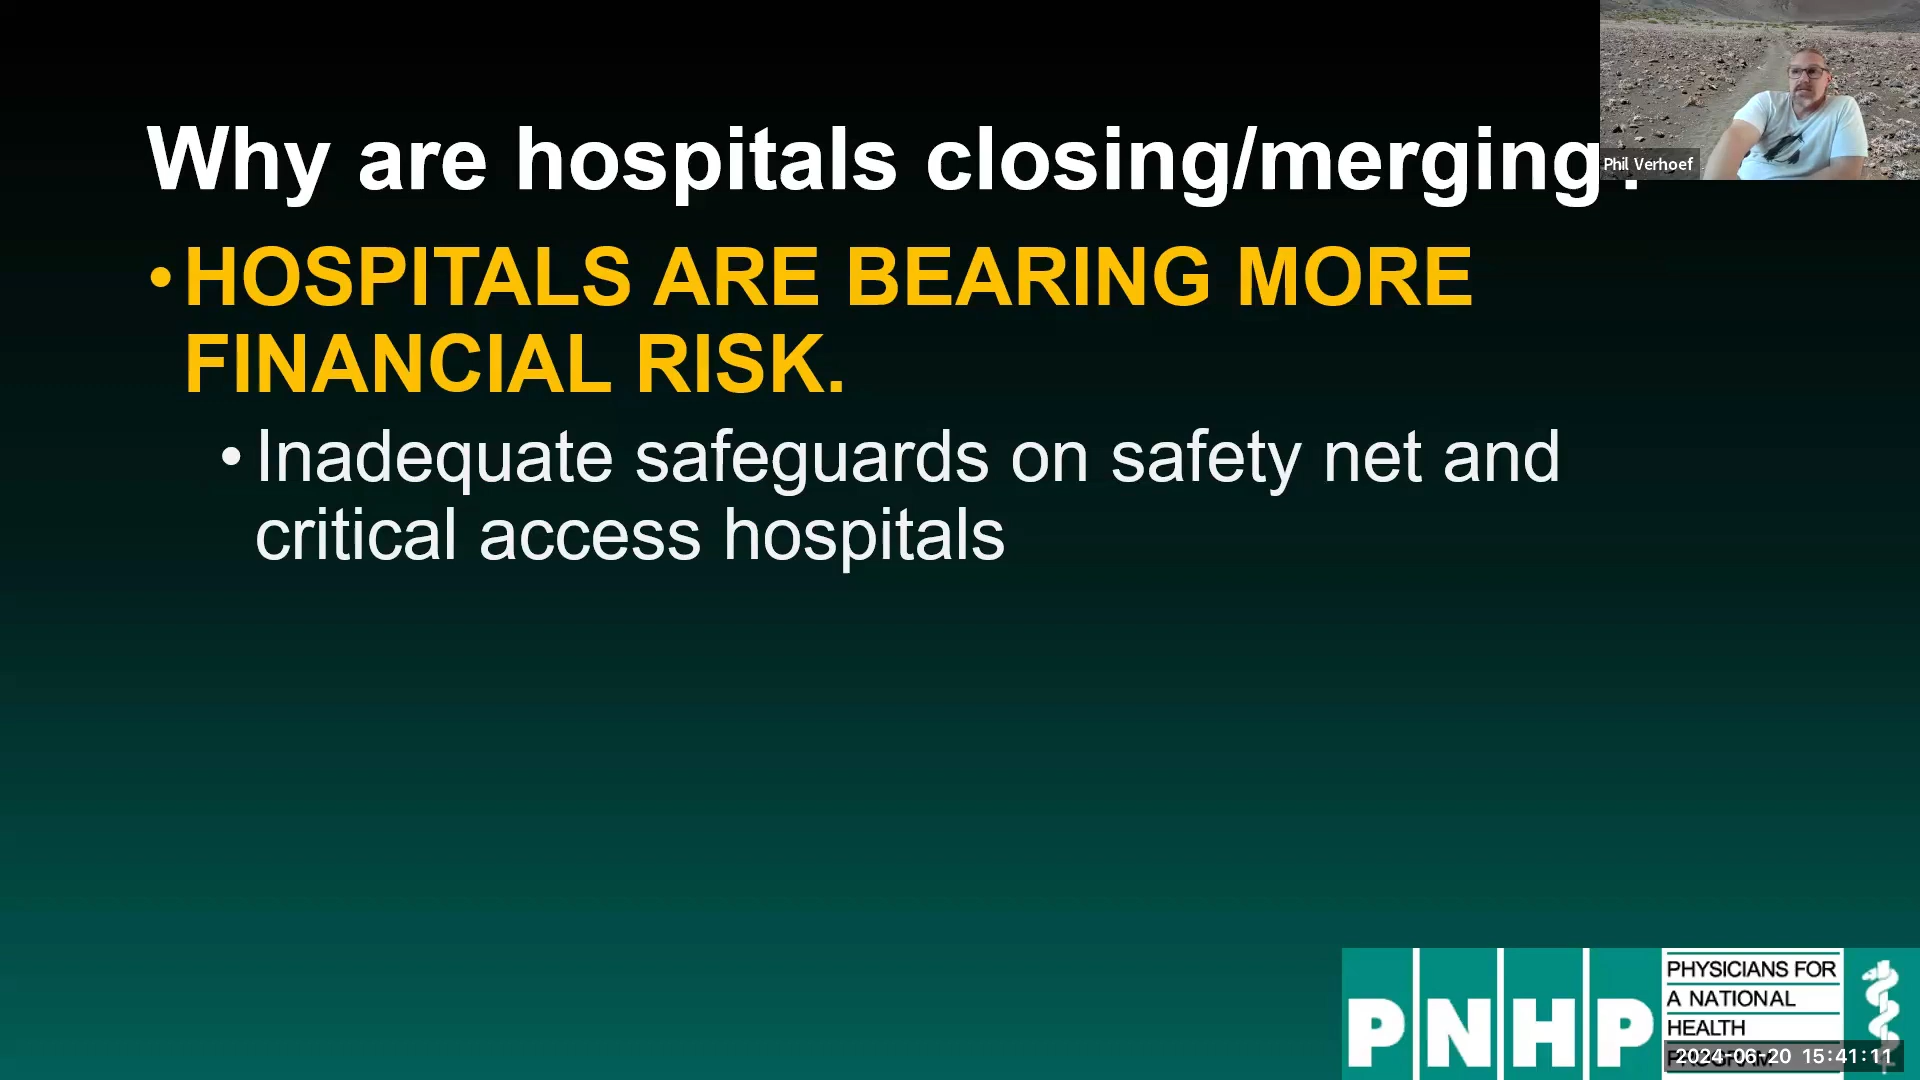 Why are hospitals closing/merging?
Phil Verhoef
• HOSPITALS ARE BEARING MORE
FINANCIAL RISK.
• Inadequate safeguards on safety net and
critical access hospitals
PNHP
PHYSICIANS FOR
A NATIONAL
HEALTH
PROGRAM
2024-06-20 15:41:11